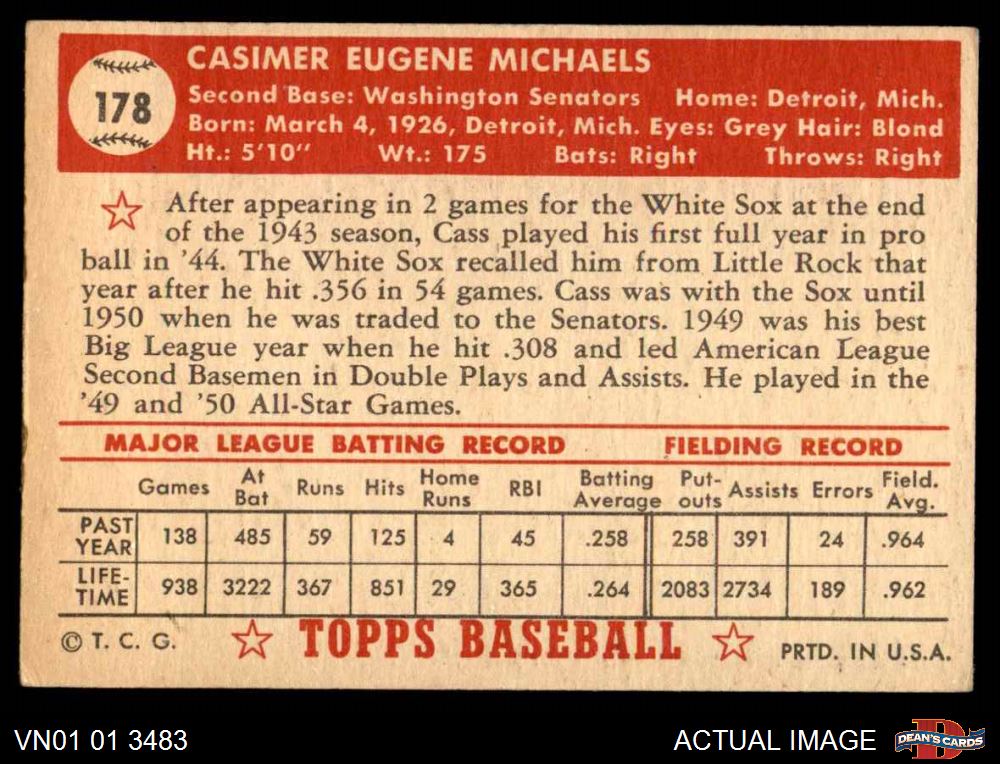 CASIMER EUGENE MICHAELS
178
Second Base: Washington Senators Home: Detroit, Mich.
Born: March 4, 1926, Detroit, Mich. Eyes: Grey Hair: Blond
Ht.: 5'10" Wt.: 175 Bats: Right Throws: Right
After appearing in 2 games for the White Sox at the end
of the 1943 season, Cass played his first full year in pro
ball in '44. The White Sox recalled him from Little Rock that
year after he hit .356 in 54 games. Cass was with the Sox until
1950 when he was traded to the Senators. 1949 was his best
Big League year when he hit .308 and led American League
Second Basemen in Double Plays and Assists. He played in the
'49 and '50 All-Star Games.
MAJOR LEAGUE BATTING RECORD FIELDING RECORD
Games At Bat Runs Hits Home Runs RBI Batting Average Put-outs Assists Errors Field. Avg.
PAST YEAR 138 485 59 125 4 45 .258 258 391 24 .964
LIFE-TIME 938 3222 367 851 29 365 .264 2083 2734 189 .962
© T. C. G. TOPPS BASEBALL PRTD. IN U.S.A.
VN01 01 3483 ACTUAL IMAGE DEAN'S CARDS